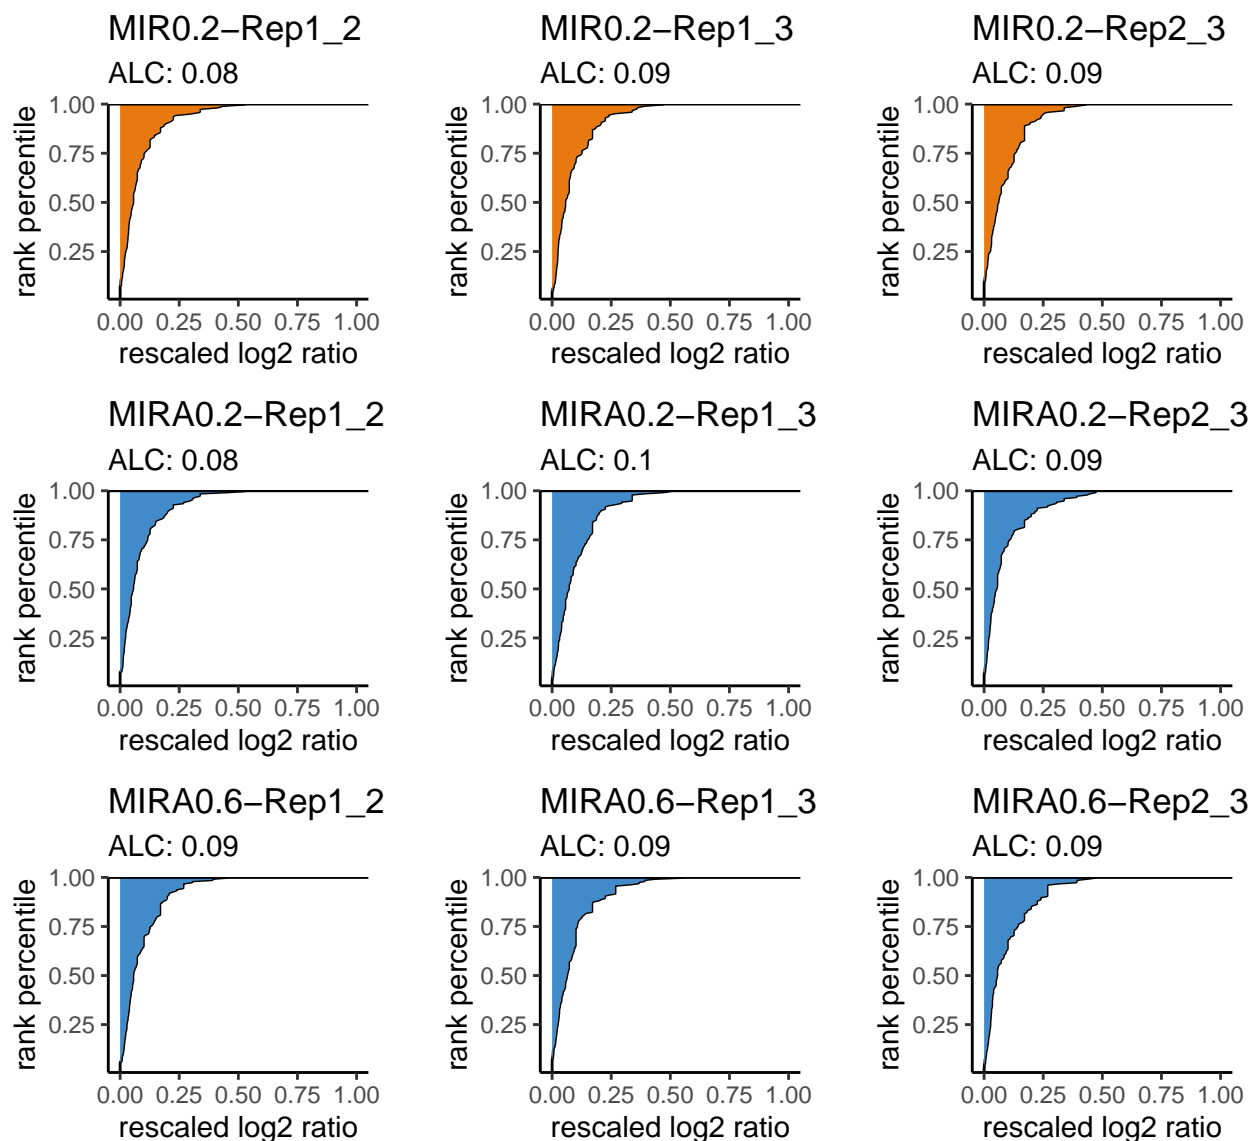 MIR0.2−Rep1_2
ALC: 0.08
1.00
0.75
0.50
0.25
rank percentile
0.00 0.25 0.50 0.75 1.00
rescaled log2 ratio
MIR0.2−Rep1_3
ALC: 0.09
1.00
0.75
0.50
0.25
rank percentile
0.00 0.25 0.50 0.75 1.00
rescaled log2 ratio
MIR0.2−Rep2_3
ALC: 0.09
1.00
0.75
0.50
0.25
rank percentile
0.00 0.25 0.50 0.75 1.00
rescaled log2 ratio
MIRA0.2−Rep1_2
ALC: 0.08
1.00
0.75
0.50
0.25
rank percentile
0.00 0.25 0.50 0.75 1.00
rescaled log2 ratio
MIRA0.2−Rep1_3
ALC: 0.1
1.00
0.75
0.50
0.25
rank percentile
0.00 0.25 0.50 0.75 1.00
rescaled log2 ratio
MIRA0.2−Rep2_3
ALC: 0.09
1.00
0.75
0.50
0.25
rank percentile
0.00 0.25 0.50 0.75 1.00
rescaled log2 ratio
MIRA0.6−Rep1_2
ALC: 0.09
1.00
0.75
0.50
0.25
rank percentile
0.00 0.25 0.50 0.75 1.00
rescaled log2 ratio
MIRA0.6−Rep1_3
ALC: 0.09
1.00
0.75
0.50
0.25
rank percentile
0.00 0.25 0.50 0.75 1.00
rescaled log2 ratio
MIRA0.6−Rep2_3
ALC: 0.09
1.00
0.75
0.50
0.25
rank percentile
0.00 0.25 0.50 0.75 1.00
rescaled log2 ratio